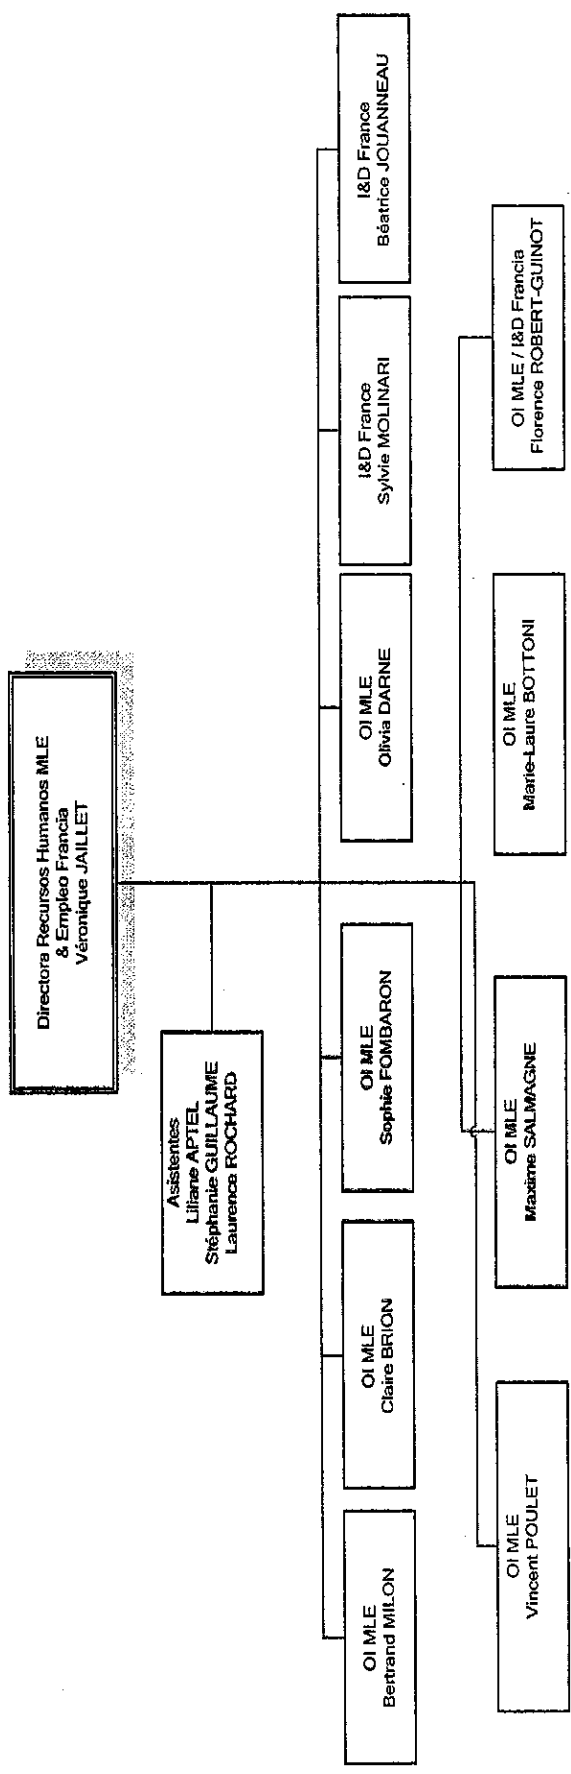 Directora Recursos Humanos MLE
& Empleo Francia
Véronique JAILLET
Asistentes
Liliane APTEL
Stéphanie GUILLAUME
Laurence ROCHARD
OI MLE
Bertrand MILON
OI MLE
Claire BRION
OI MLE
Sophie FOMBARON
OI MLE
Olivia DARNE
I&D France
Sylvie MOLINARI
I&D France
Béatrice JOUANNEAU
OI MLE
Vincent POULET
OI MLE
Maxime SALMAGNE
OI MLE
Marie-Laure BOTTONI
OI MLE / I&D Francia
Florence ROBERT-GUINOT